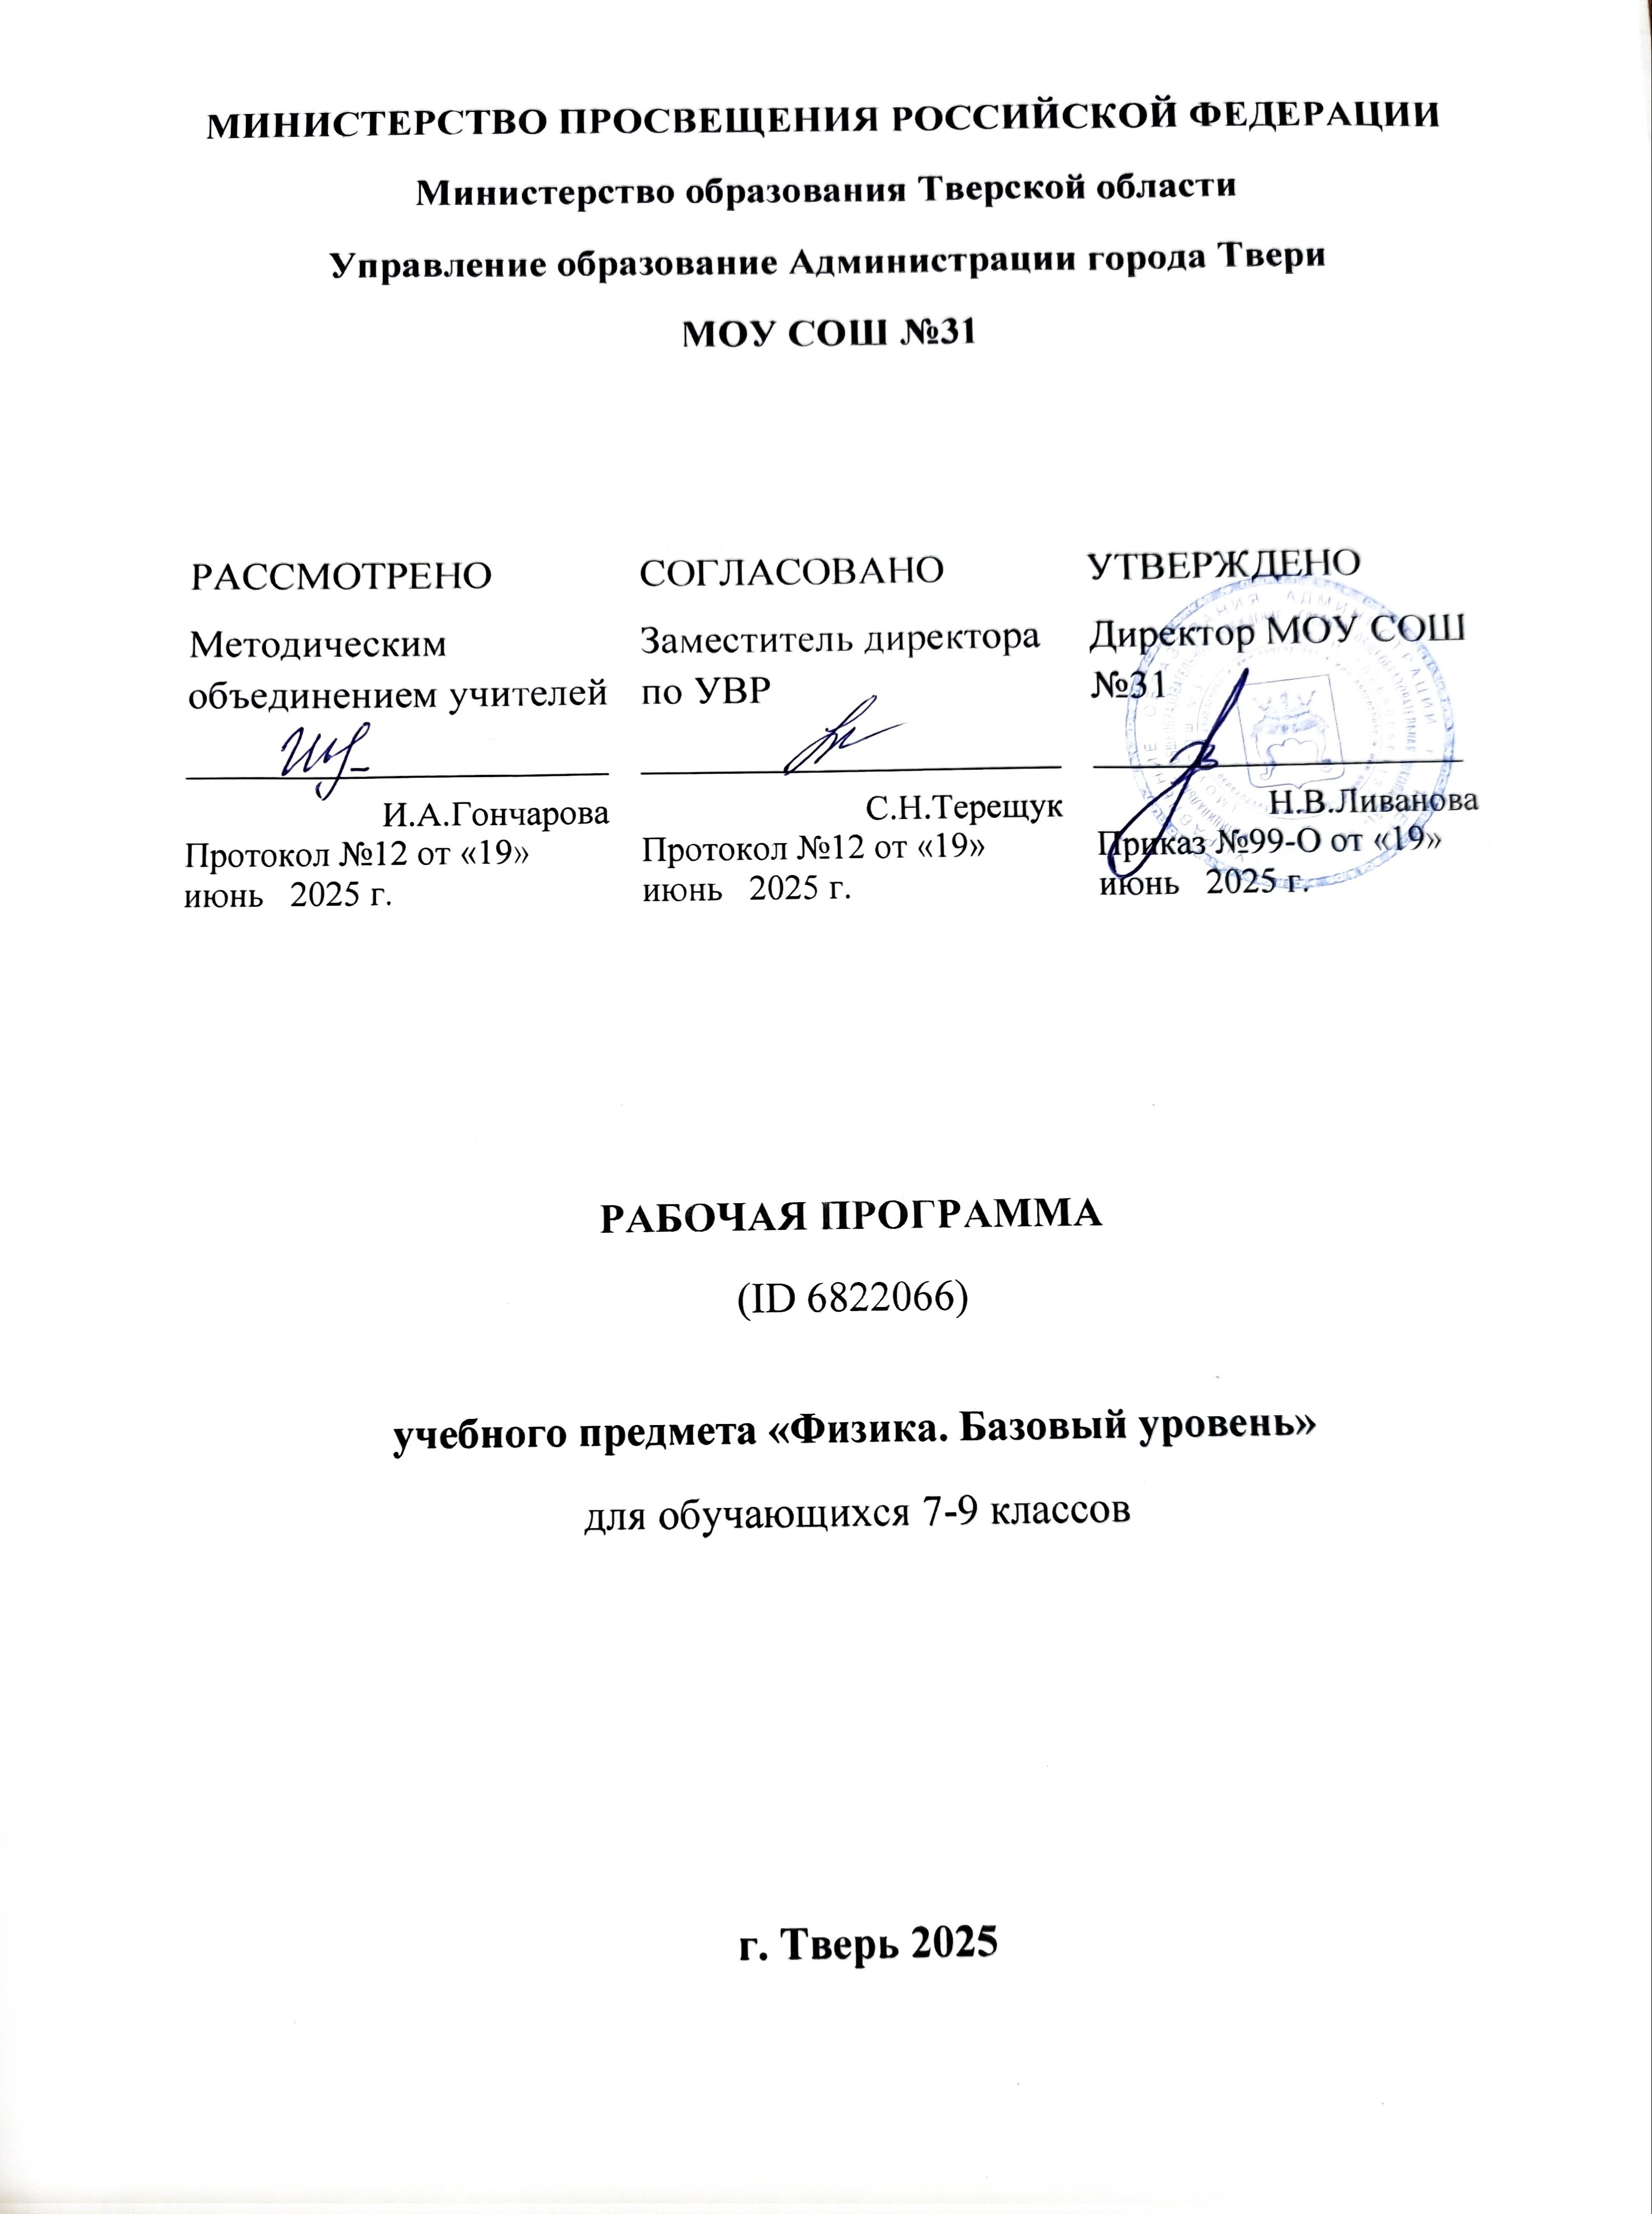 МИНИСТЕРСТВО ПРОСВЕЩЕНИЯ РОССИЙСКОЙ ФЕДЕРАЦИИ
Министерство образования Тверской области
Управление образование Администрации города Твери
МОУ СОШ №31
РАССМОТРЕНО
Методическим
объединением учителей
И.А.Гончарова
Протокол №12 от «19»
июнь 2025 г.
СОГЛАСОВАНО
Заместитель директора
по УВР
С.Н.Терещук
Протокол №12 от «19»
июнь 2025 г.
УТВЕРЖДЕНО
Директор МОУ СОШ
№31
Н.В.Ливанова
Приказ №99-О от «19»
июнь 2025 г.
РАБОЧАЯ ПРОГРАММА
(ID 6822066)
учебного предмета «Физика. Базовый уровень»
для обучающихся 7-9 классов
г. Тверь 2025